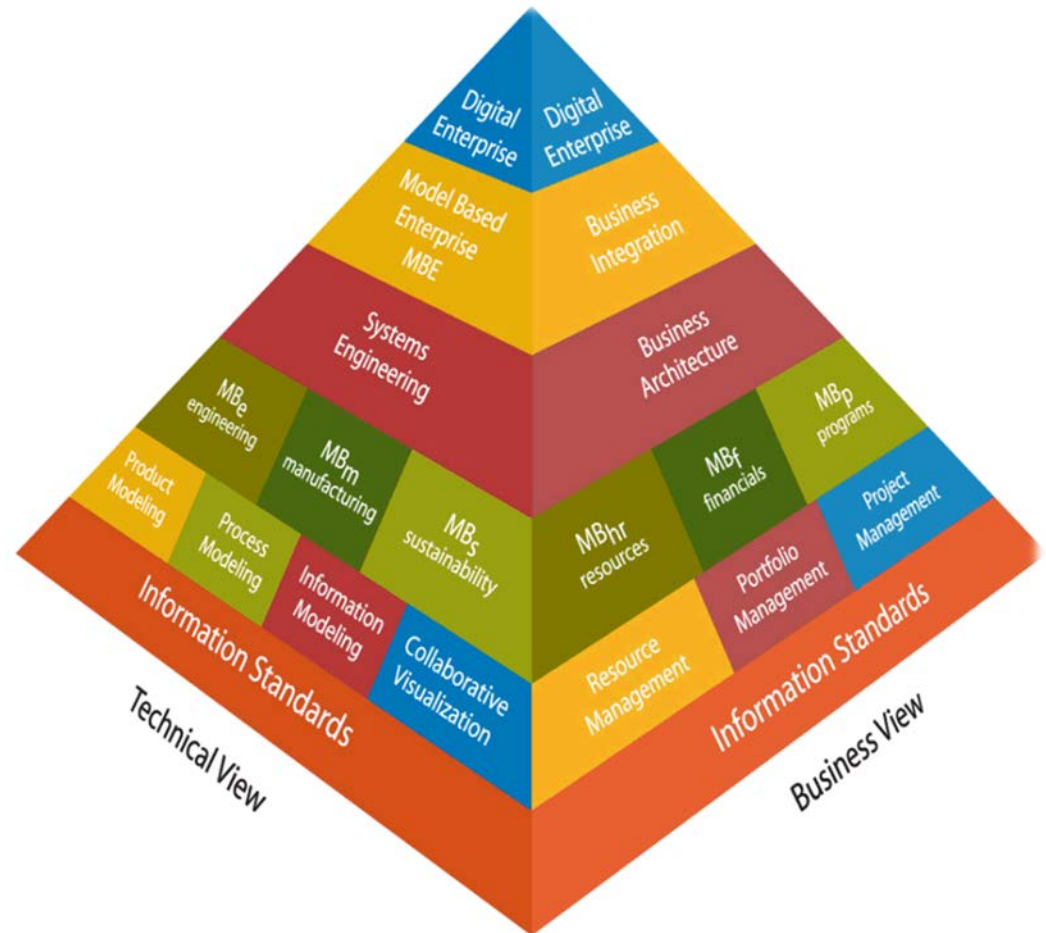 Digital
Enterprise
Digital
Enterprise
Model Based
Enterprise
MBE
Business
Integration
Systems
Engineering
Business
Architecture
MBe
engineering
MBm
manufacturing
MBs
sustainability
MBhr
resources
MBf
financials
MBp
programs
Product
Modeling
Process
Modeling
Information
Modeling
Collaborative
Visualization
Resource
Management
Portfolio
Management
Project
Management
Information Standards
Information Standards
Technical View
Business View